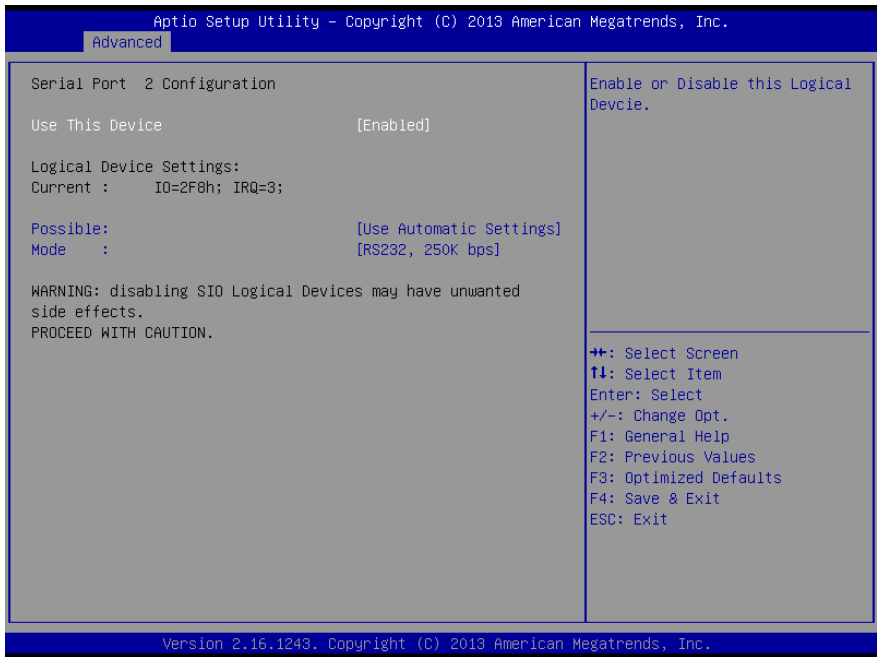 Aptio Setup Utility – Copyright (C) 2013 American Megatrends, Inc.
Advanced
Serial Port 2 Configuration
Use This Device [Enabled]
Logical Device Settings:
Current : IO=2F8h; IRQ=3;
Possible: [Use Automatic Settings]
Mode : [RS232, 250K bps]
WARNING: disabling SIO Logical Devices may have unwanted
side effects.
PROCEED WITH CAUTION.
Enable or Disable this Logical
Devcie.
→←: Select Screen
↑↓: Select Item
Enter: Select
+/-: Change Opt.
F1: General Help
F2: Previous Values
F3: Optimized Defaults
F4: Save & Exit
ESC: Exit
Version 2.16.1243. Copyright (C) 2013 American Megatrends, Inc.